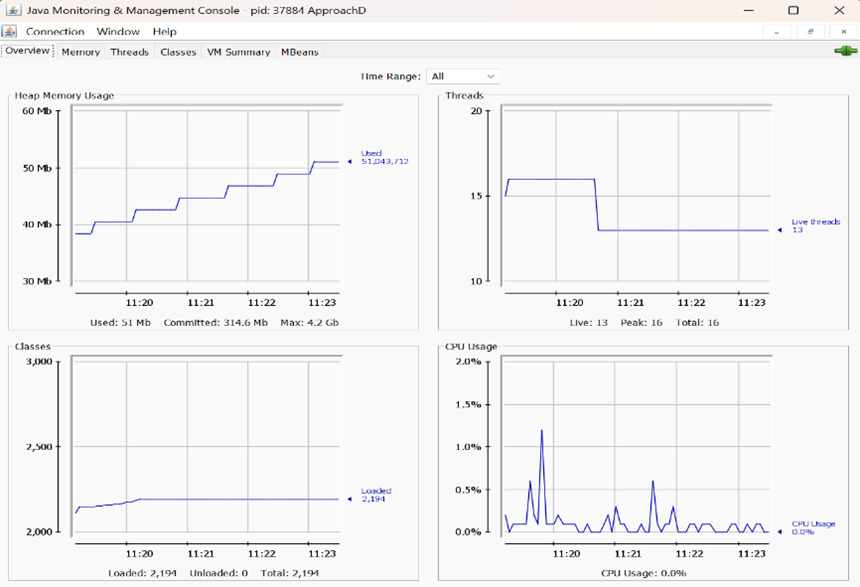 Java Monitoring & Management Console - pid: 37884 ApproachD
Connection Window Help
Overview Memory Threads Classes VM Summary MBeans
Time Range: All
Heap Memory Usage
60 Mb
50 Mb
40 Mb
30 Mb
Used
51,043,712
11:20 11:21 11:22 11:23
Used: 51 Mb Committed: 314.6 Mb Max: 4.2 Gb
Threads
20
15
10
Live threads
13
11:20 11:21 11:22 11:23
Live: 13 Peak: 16 Total: 16
Classes
3,000
2,500
2,000
Loaded
2,194
11:20 11:21 11:22 11:23
Loaded: 2,194 Unloaded: 0 Total: 2,194
CPU Usage
2.0%
1.5%
1.0%
0.5%
0.0%
CPU Usage
0.0%
11:20 11:21 11:22 11:23
CPU Usage: 0.0%